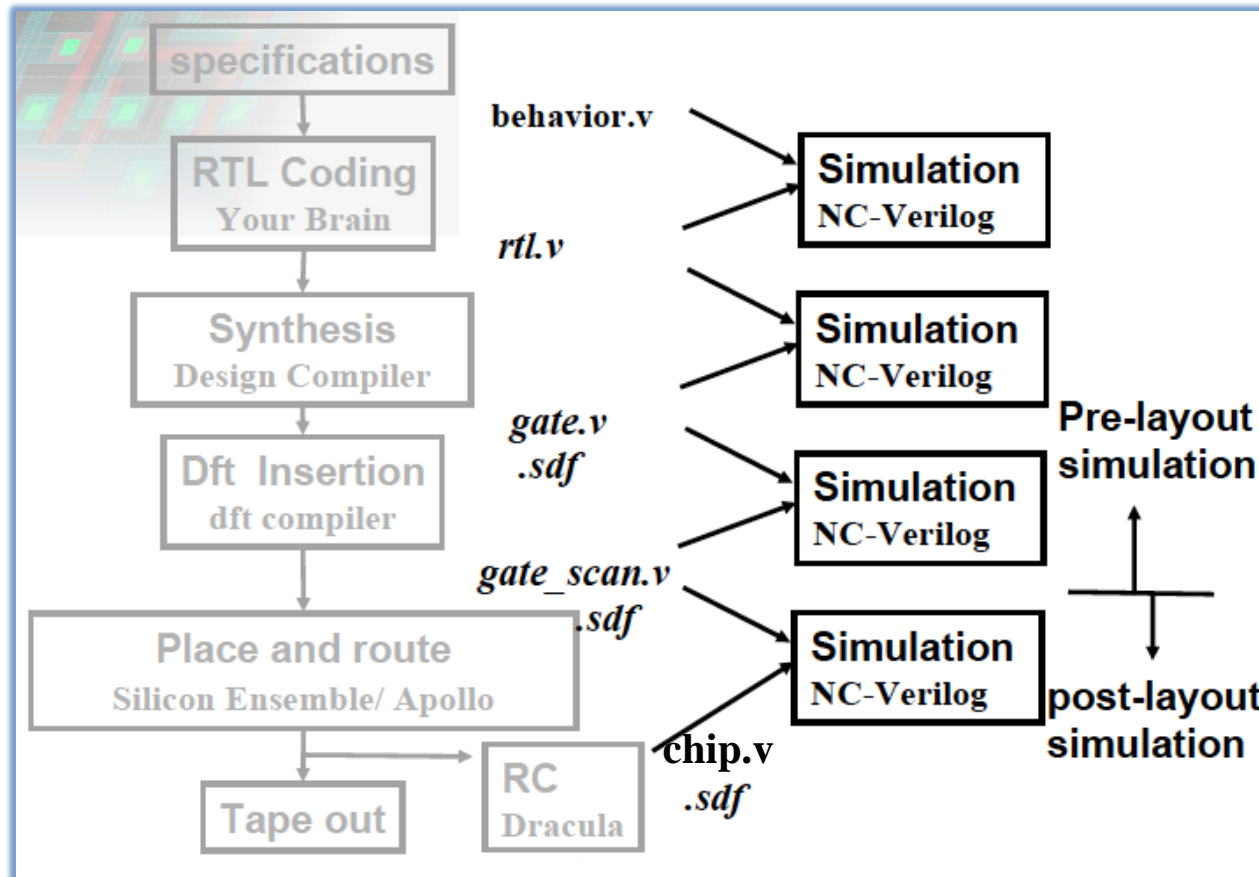 specifications
RTL Coding
Your Brain
Synthesis
Design Compiler
Dft Insertion
dft compiler
Place and route
Silicon Ensemble/ Apollo
Tape out
RC
Dracula
behavior.v
rtl.v
gate.v
.sdf
gate_scan.v
.sdf
chip.v
.sdf
Simulation
NC-Verilog
Simulation
NC-Verilog
Simulation
NC-Verilog
Simulation
NC-Verilog
Pre-layout
simulation
post-layout
simulation